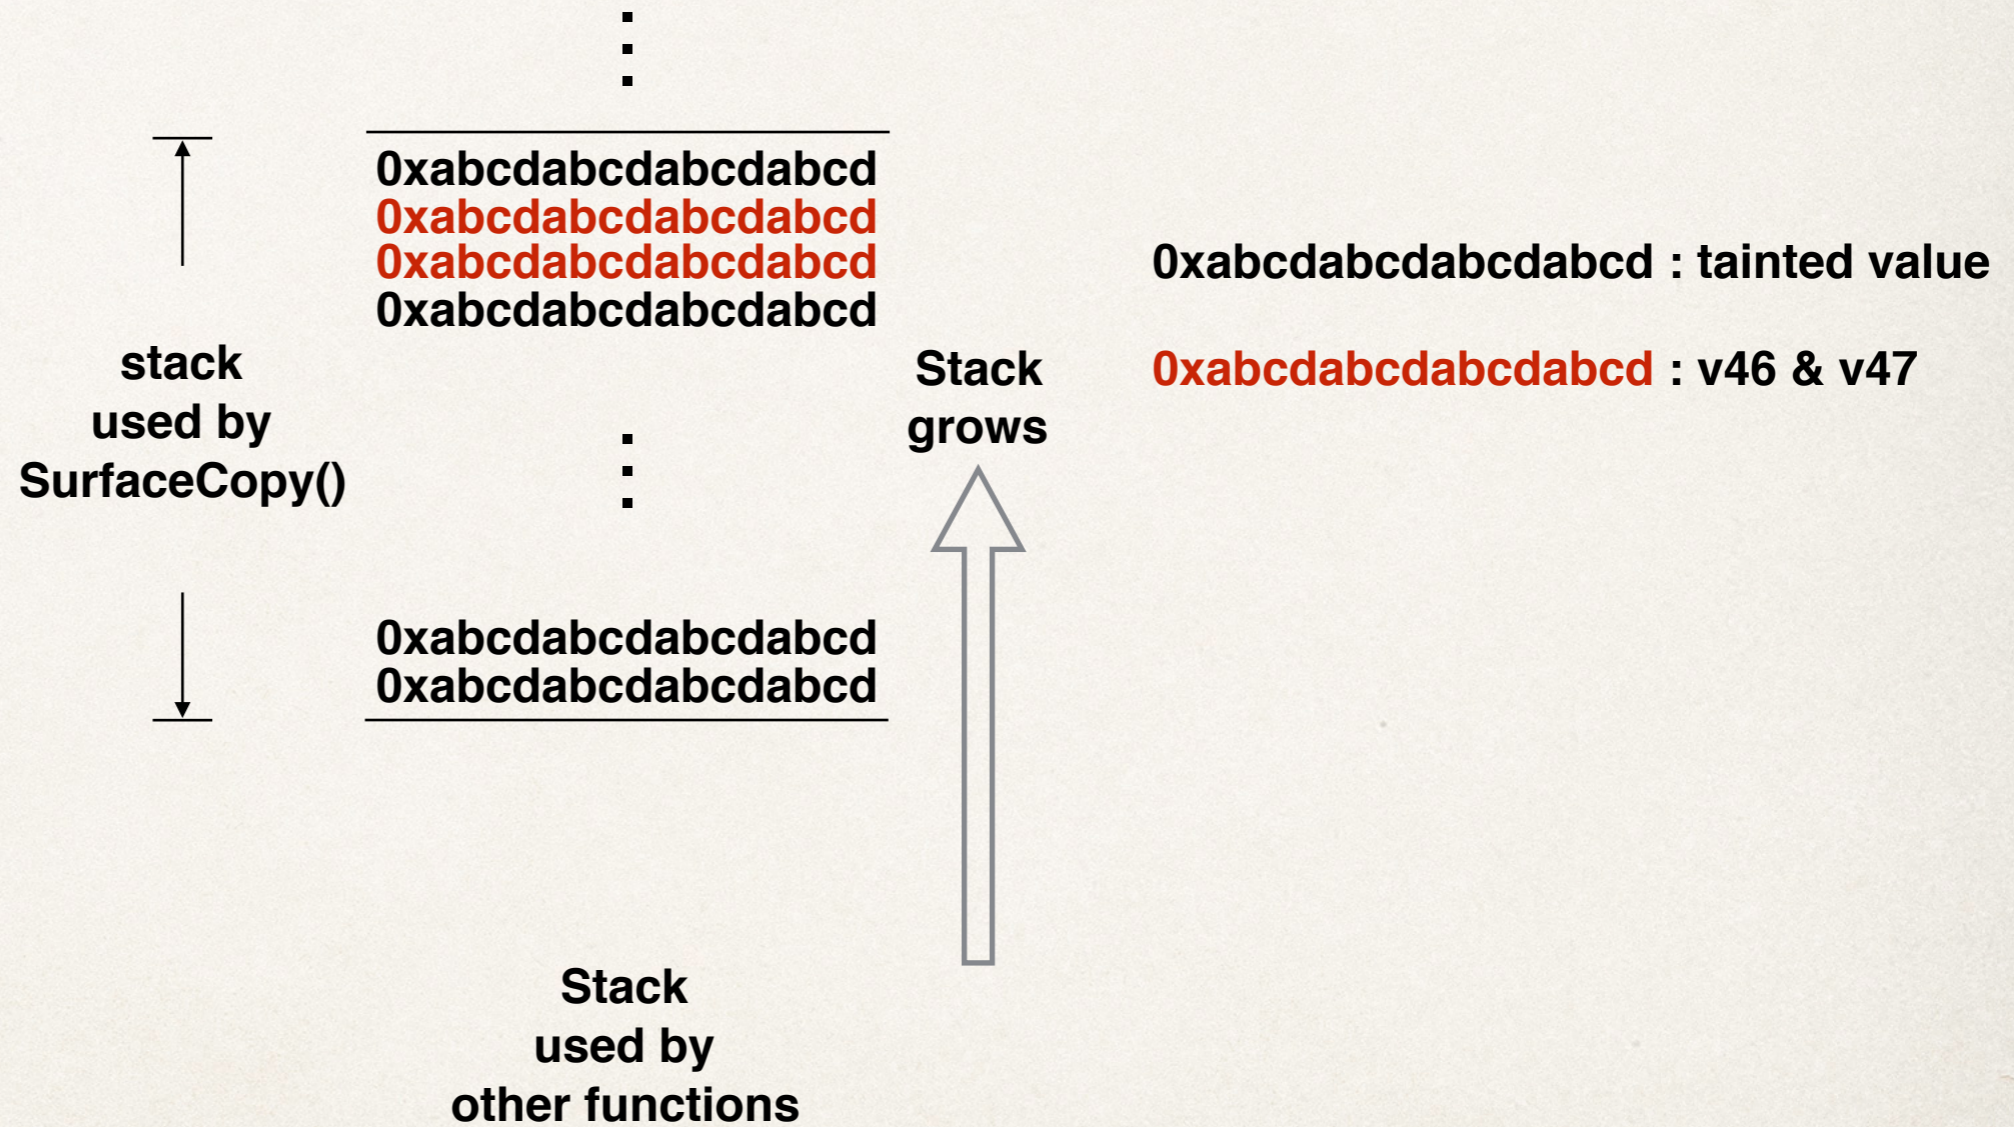 0xabcdabcdabcdabcd
0xabcdabcdabcdabcd
0xabcdabcdabcdabcd
0xabcdabcdabcdabcd
stack
used by
SurfaceCopy()
0xabcdabcdabcdabcd
0xabcdabcdabcdabcd
Stack
grows
0xabcdabcdabcdabcd : tainted value
0xabcdabcdabcdabcd : v46 & v47
Stack
used by
other functions